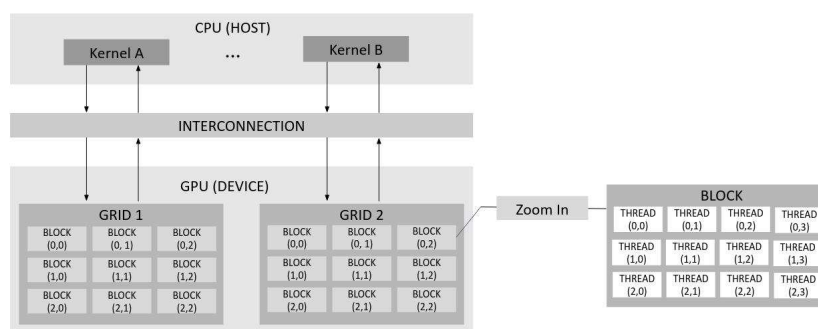 CPU (HOST)
Kernel A
...
Kernel B
INTERCONNECTION
GPU (DEVICE)
GRID 1
BLOCK BLOCK BLOCK
(0,0) (0, 1) (0,2)
BLOCK BLOCK BLOCK
(1,0) (1,1) (1,2)
BLOCK BLOCK BLOCK
(2,0) (2,1) (2,2)
GRID 2
BLOCK BLOCK BLOCK
(0,0) (0, 1) (0,2)
BLOCK BLOCK BLOCK
(1,0) (1,1) (1,2)
BLOCK BLOCK BLOCK
(2,0) (2,1) (2,2)
Zoom In
BLOCK
THREAD THREAD THREAD THREAD
(0,0) (0,1) (0,2) (0,3)
THREAD THREAD THREAD THREAD
(1,0) (1,1) (1,2) (1,3)
THREAD THREAD THREAD THREAD
(2,0) (2,1) (2,2) (2,3)